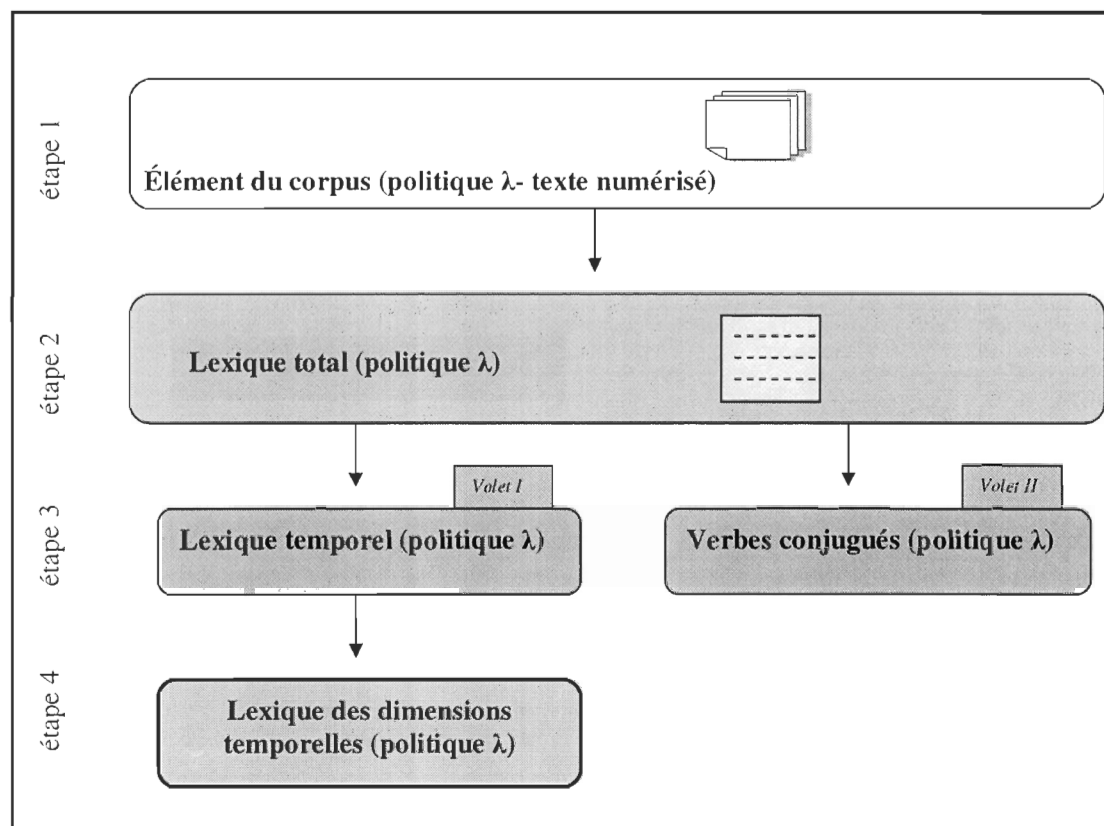 étape 1
Élément du corpus (politique λ- texte numérisé)
étape 2
Lexique total (politique λ)
étape 3
Volet I
Lexique temporel (politique λ)
Volet II
Verbes conjugués (politique λ)
étape 4
Lexique des dimensions
temporelles (politique λ)